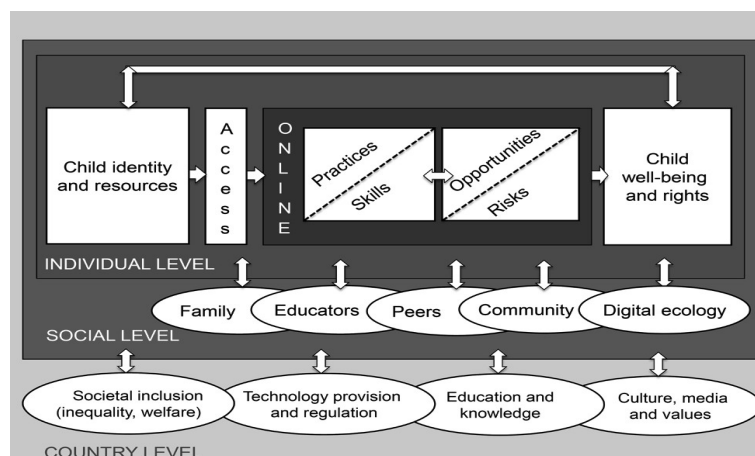 Child identity
and resources
Access
ONLINE
Practices
Skills
Opportunities
Risks
Child
well-being
and rights
INDIVIDUAL LEVEL
Family
Educators
Peers
Community
Digital ecology
SOCIAL LEVEL
Societal inclusion
(inequality, welfare)
Technology provision
and regulation
Education and
knowledge
Culture, media
and values
COUNTRY LEVEL